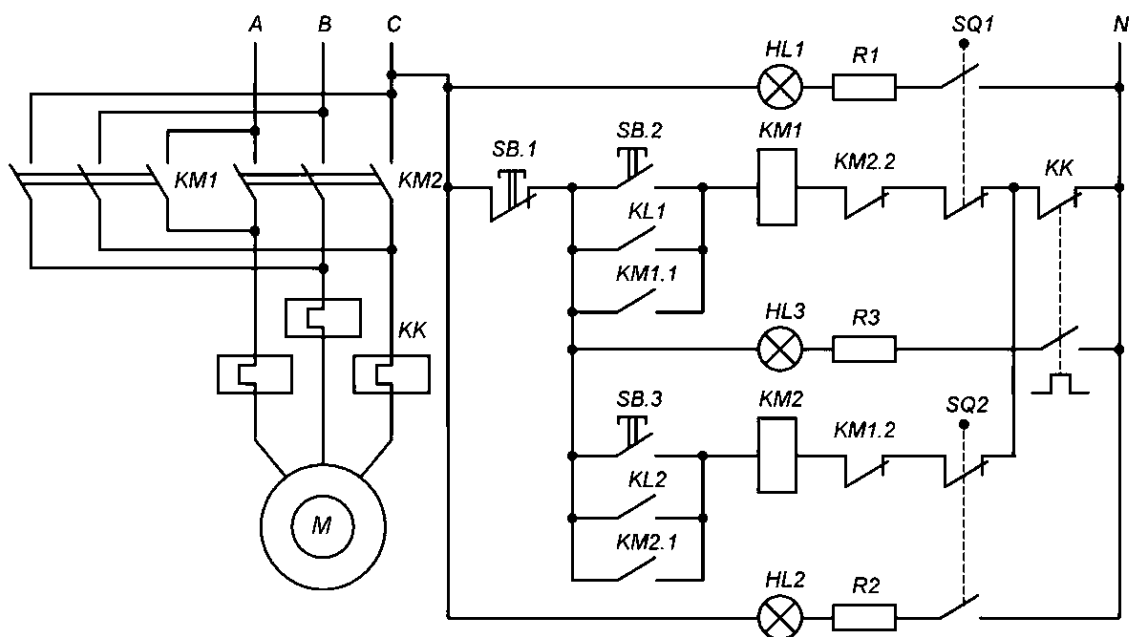 A B C SQ1 N
HL1 R1
SB.1 SB.2 KM1 KM2.2 KK
KM1 KM2
KL1
KM1.1
HL3 R3
KK
SB.3 KM2 KM1.2 SQ2
KL2
M
KM2.1
HL2 R2